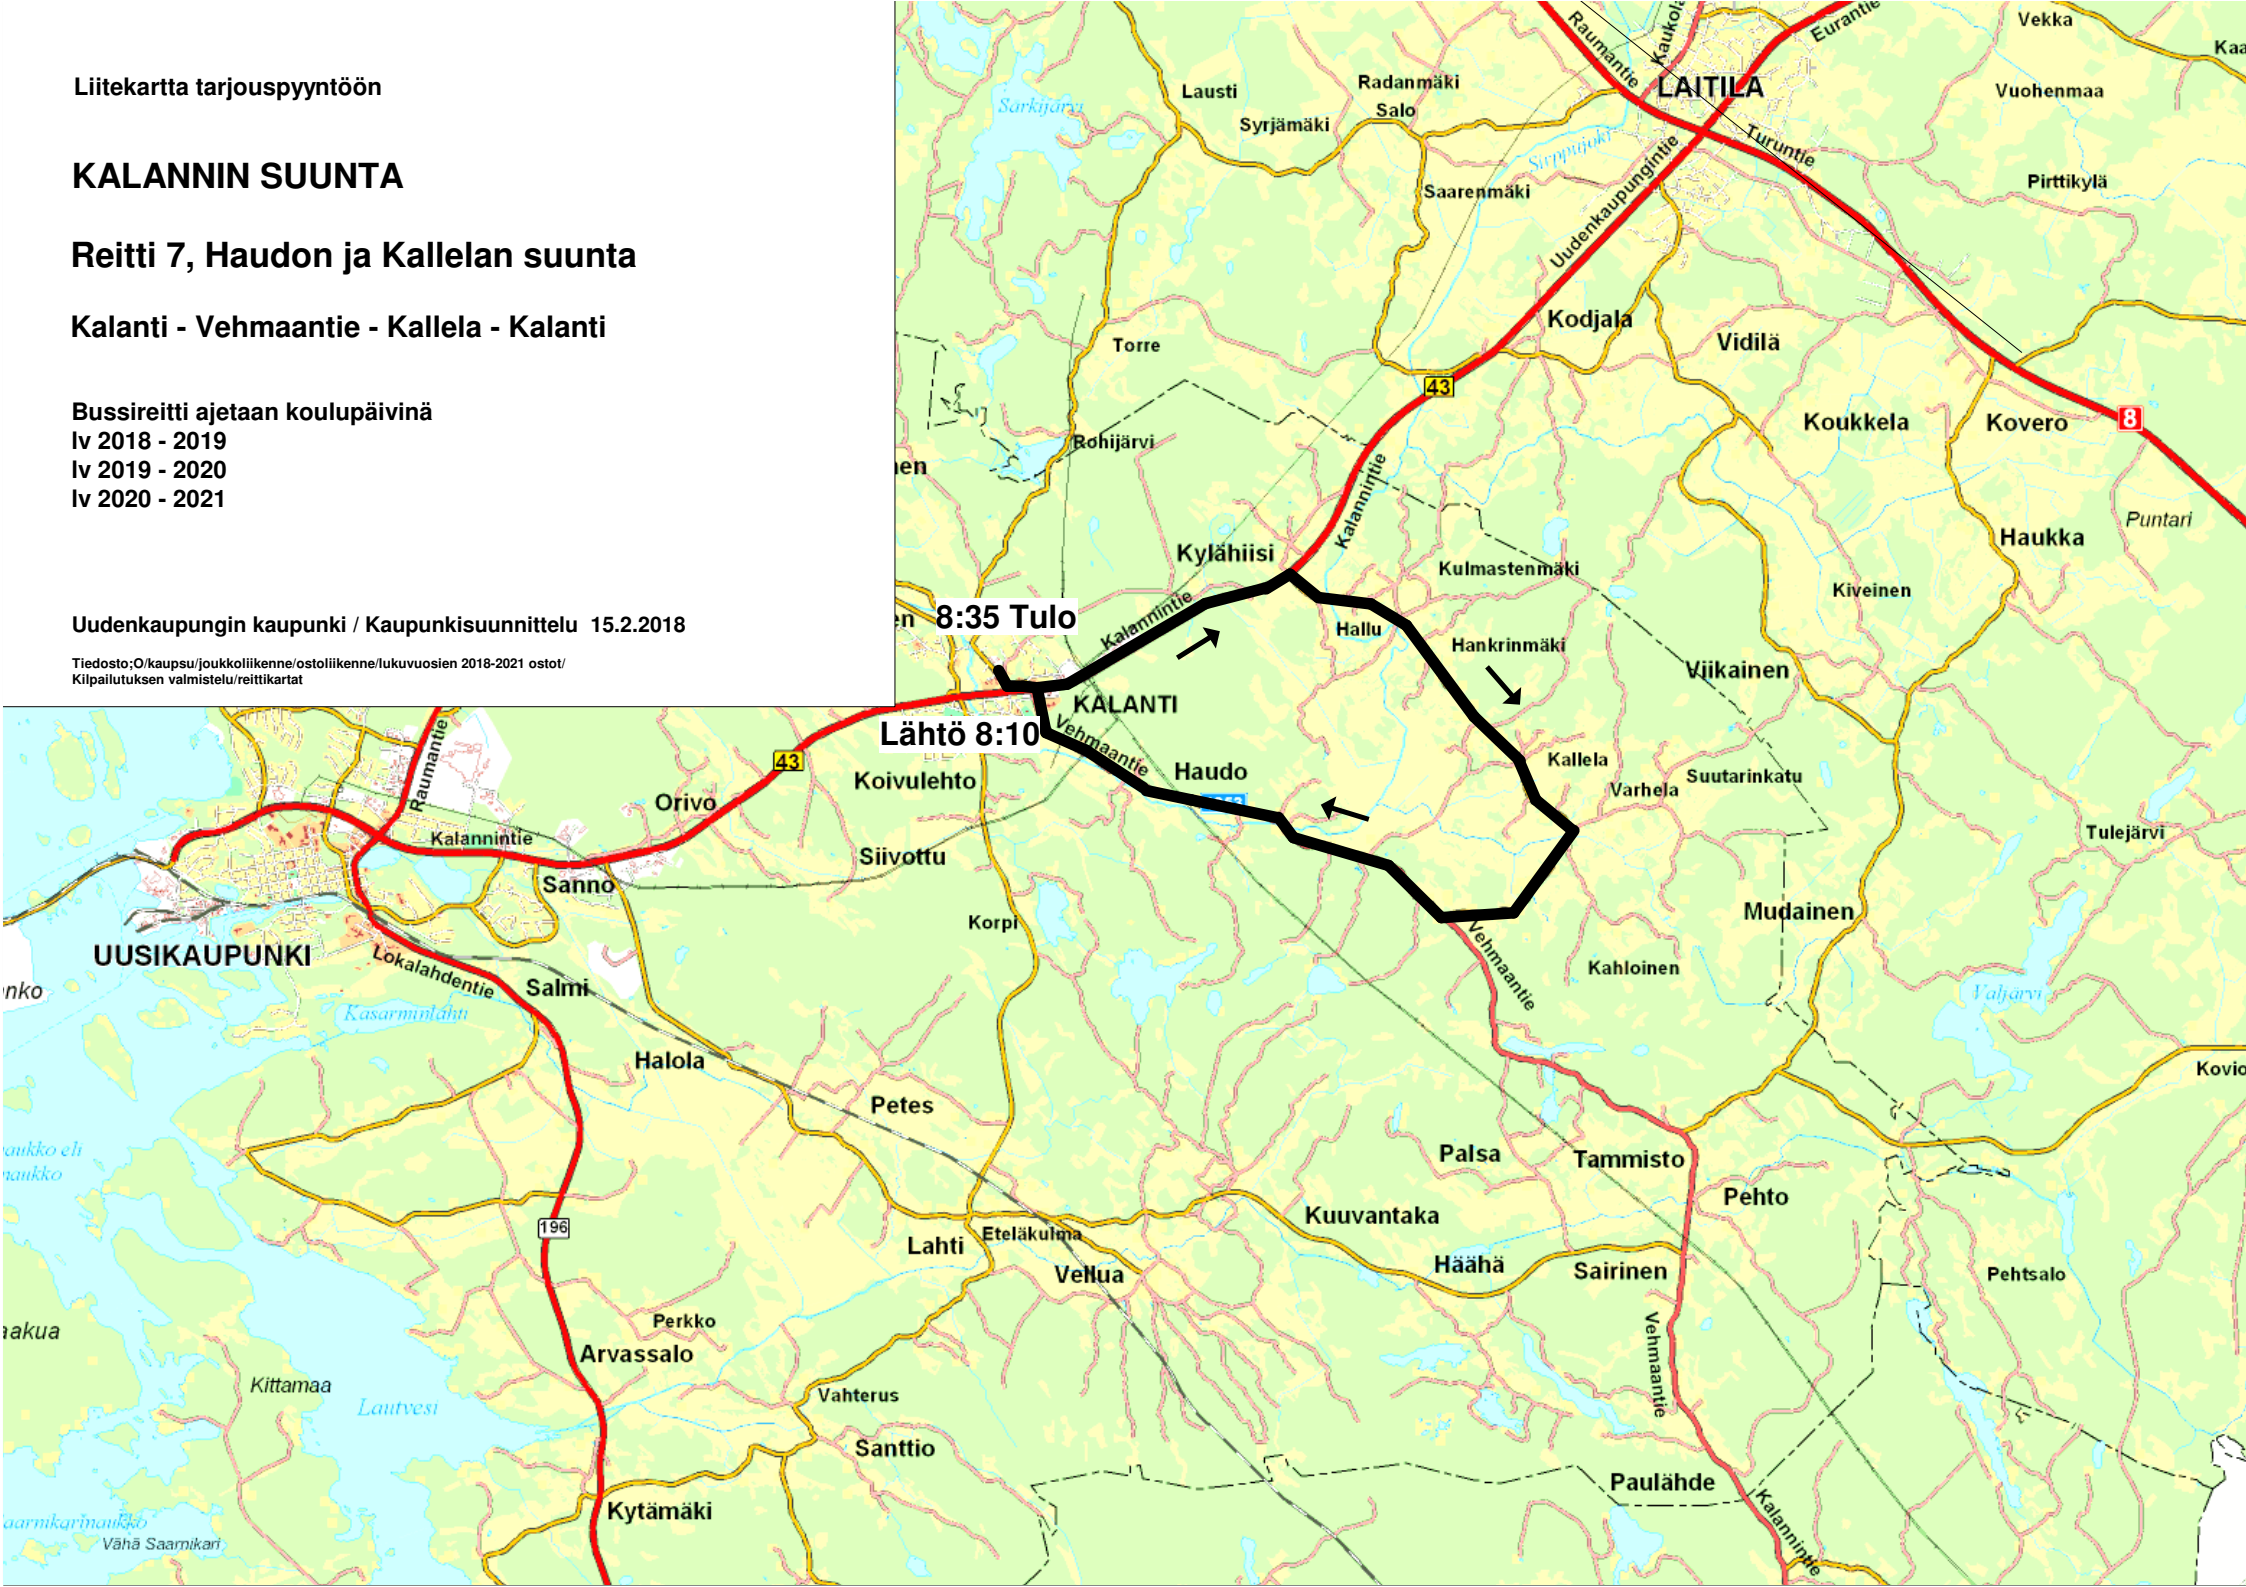 Liitekartta tarjouspyyntöön
KALANNIN SUUNTA
Reitti 7, Haudon ja Kallelan suunta
Kalanti - Vehmaantie - Kallela - Kalanti
Bussireitti ajetaan koulupäivinä
lv 2018 - 2019
lv 2019 - 2020
lv 2020 - 2021
Uudenkaupungin kaupunki / Kaupunkisuunnittelu 15.2.2018
Tiedosto;O/kaupsu/joukkoliikenne/ostoliikenne/lukuvuosien 2018-2021 ostot/
Kilpailutuksen valmistelu/reittikartat
Raumantie
Eurantie
Vekka
Särkijärvi
Lausti
Radanmäki
Salo
Syrjämäki
LAITILA
Vuohenmaa
Turuntie
Sirppujoki
Saarenmäki
Pirttikylä
Uudenkaupungintie
Kodjala
Vidilä
Torre
43
Koukkela
Kovero
8
Rohijärvi
Kalannintie
Puntari
Haukka
Kylähiisi
Kulmastenmäki
Kiveinen
8:35 Tulo
Kalannintie
Hallu
Hankrinmäki
Viikainen
KALANTI
Lähtö 8:10
Vehmaantie
Haudo
Kallela
Suutarinkatu
Varhela
Raumantie
43
Koivulehto
Orivo
Kalannintie
Siivottu
Sanno
Tulejärvi
Korpi
Mudainen
UUSIKAUPUNKI
Lokalahdentie
Salmi
Vehmaantie
Kahloinen
Valjärvi
Kasarminlahti
Halola
Petes
Palsa
Tammisto
Pehto
196
Kuuvantaka
Eteläkulma
Lahti
Vellua
Häähä
Sairinen
Pehtsalo
Perkko
Arvassalo
Vehmaantie
Kittamaa
Lautvesi
Vahterus
Santtio
Paulähde
Kytämäki
Kalannintie
Vähä Saarnikari